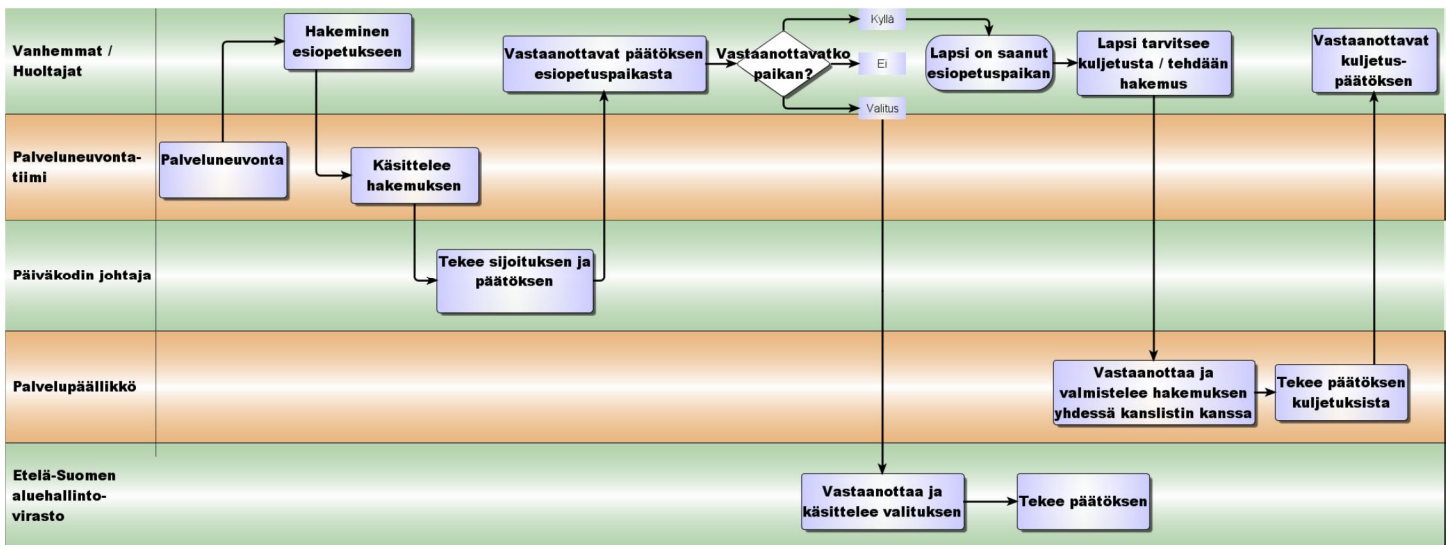 Vanhemmat /
Huoltajat
Hakeminen
esiopetukseen
Vastaanottavat päätöksen
esiopetuspaikasta
Vastaanottavatko
paikan?
Kyllä
Ei
Valitus
Lapsi on saanut
esiopetuspaikan
Lapsi tarvitsee
kuljetusta / tehdään
hakemus
Vastaanottavat
kuljetus-
päätöksen
Palveluneuvonta-
tiimi
Palveluneuvonta
Käsittelee
hakemuksen
Päiväkodin johtaja
Tekee sijoituksen ja
päätöksen
Palvelupäällikkö
Vastaanottaa ja
valmistelee hakemuksen
yhdessä kanslistin kanssa
Tekee päätöksen
kuljetuksista
Etelä-Suomen
aluehallinto-
virasto
Vastaanottaa ja
käsittelee valituksen
Tekee päätöksen